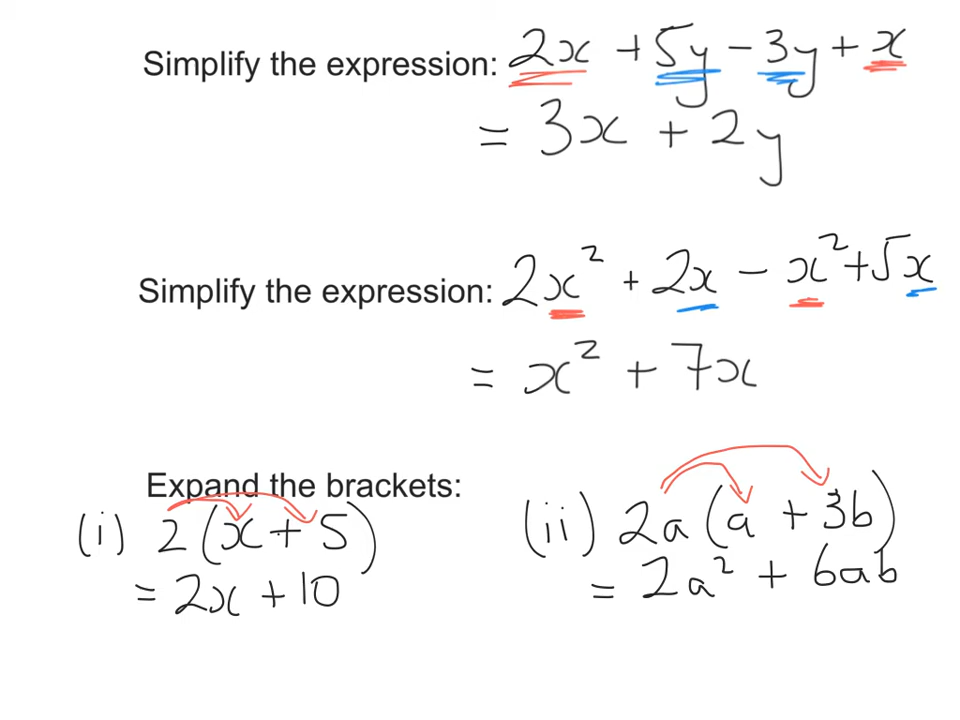 Simplify the expression: 2x + 5y - 3y + x
= 3x + 2y
Simplify the expression: 2x² + 2x - x² + 5x
= x² + 7x
Expand the brackets:
(i) 2(x + 5)
= 2x + 10
(ii) 2a(a + 3b)
= 2a² + 6ab